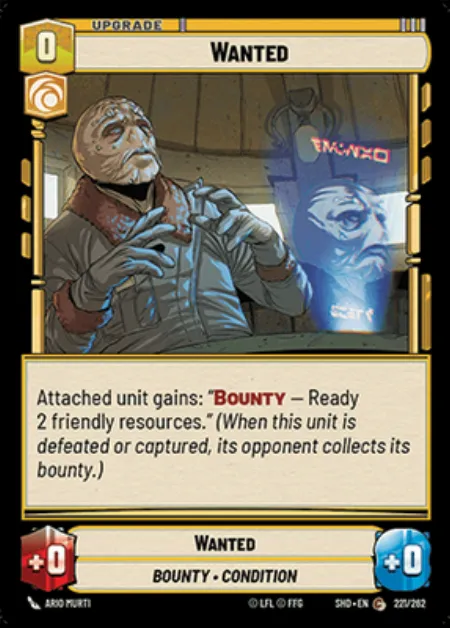 UPGRADE
0
WANTED
Attached unit gains: “BOUNTY — Ready
2 friendly resources.” (When this unit is
defeated or captured, its opponent collects its
bounty.)
+0
WANTED
+0
BOUNTY • CONDITION
ARIO MURTI
© LFL © FFG
SHD • EN
C
221/262